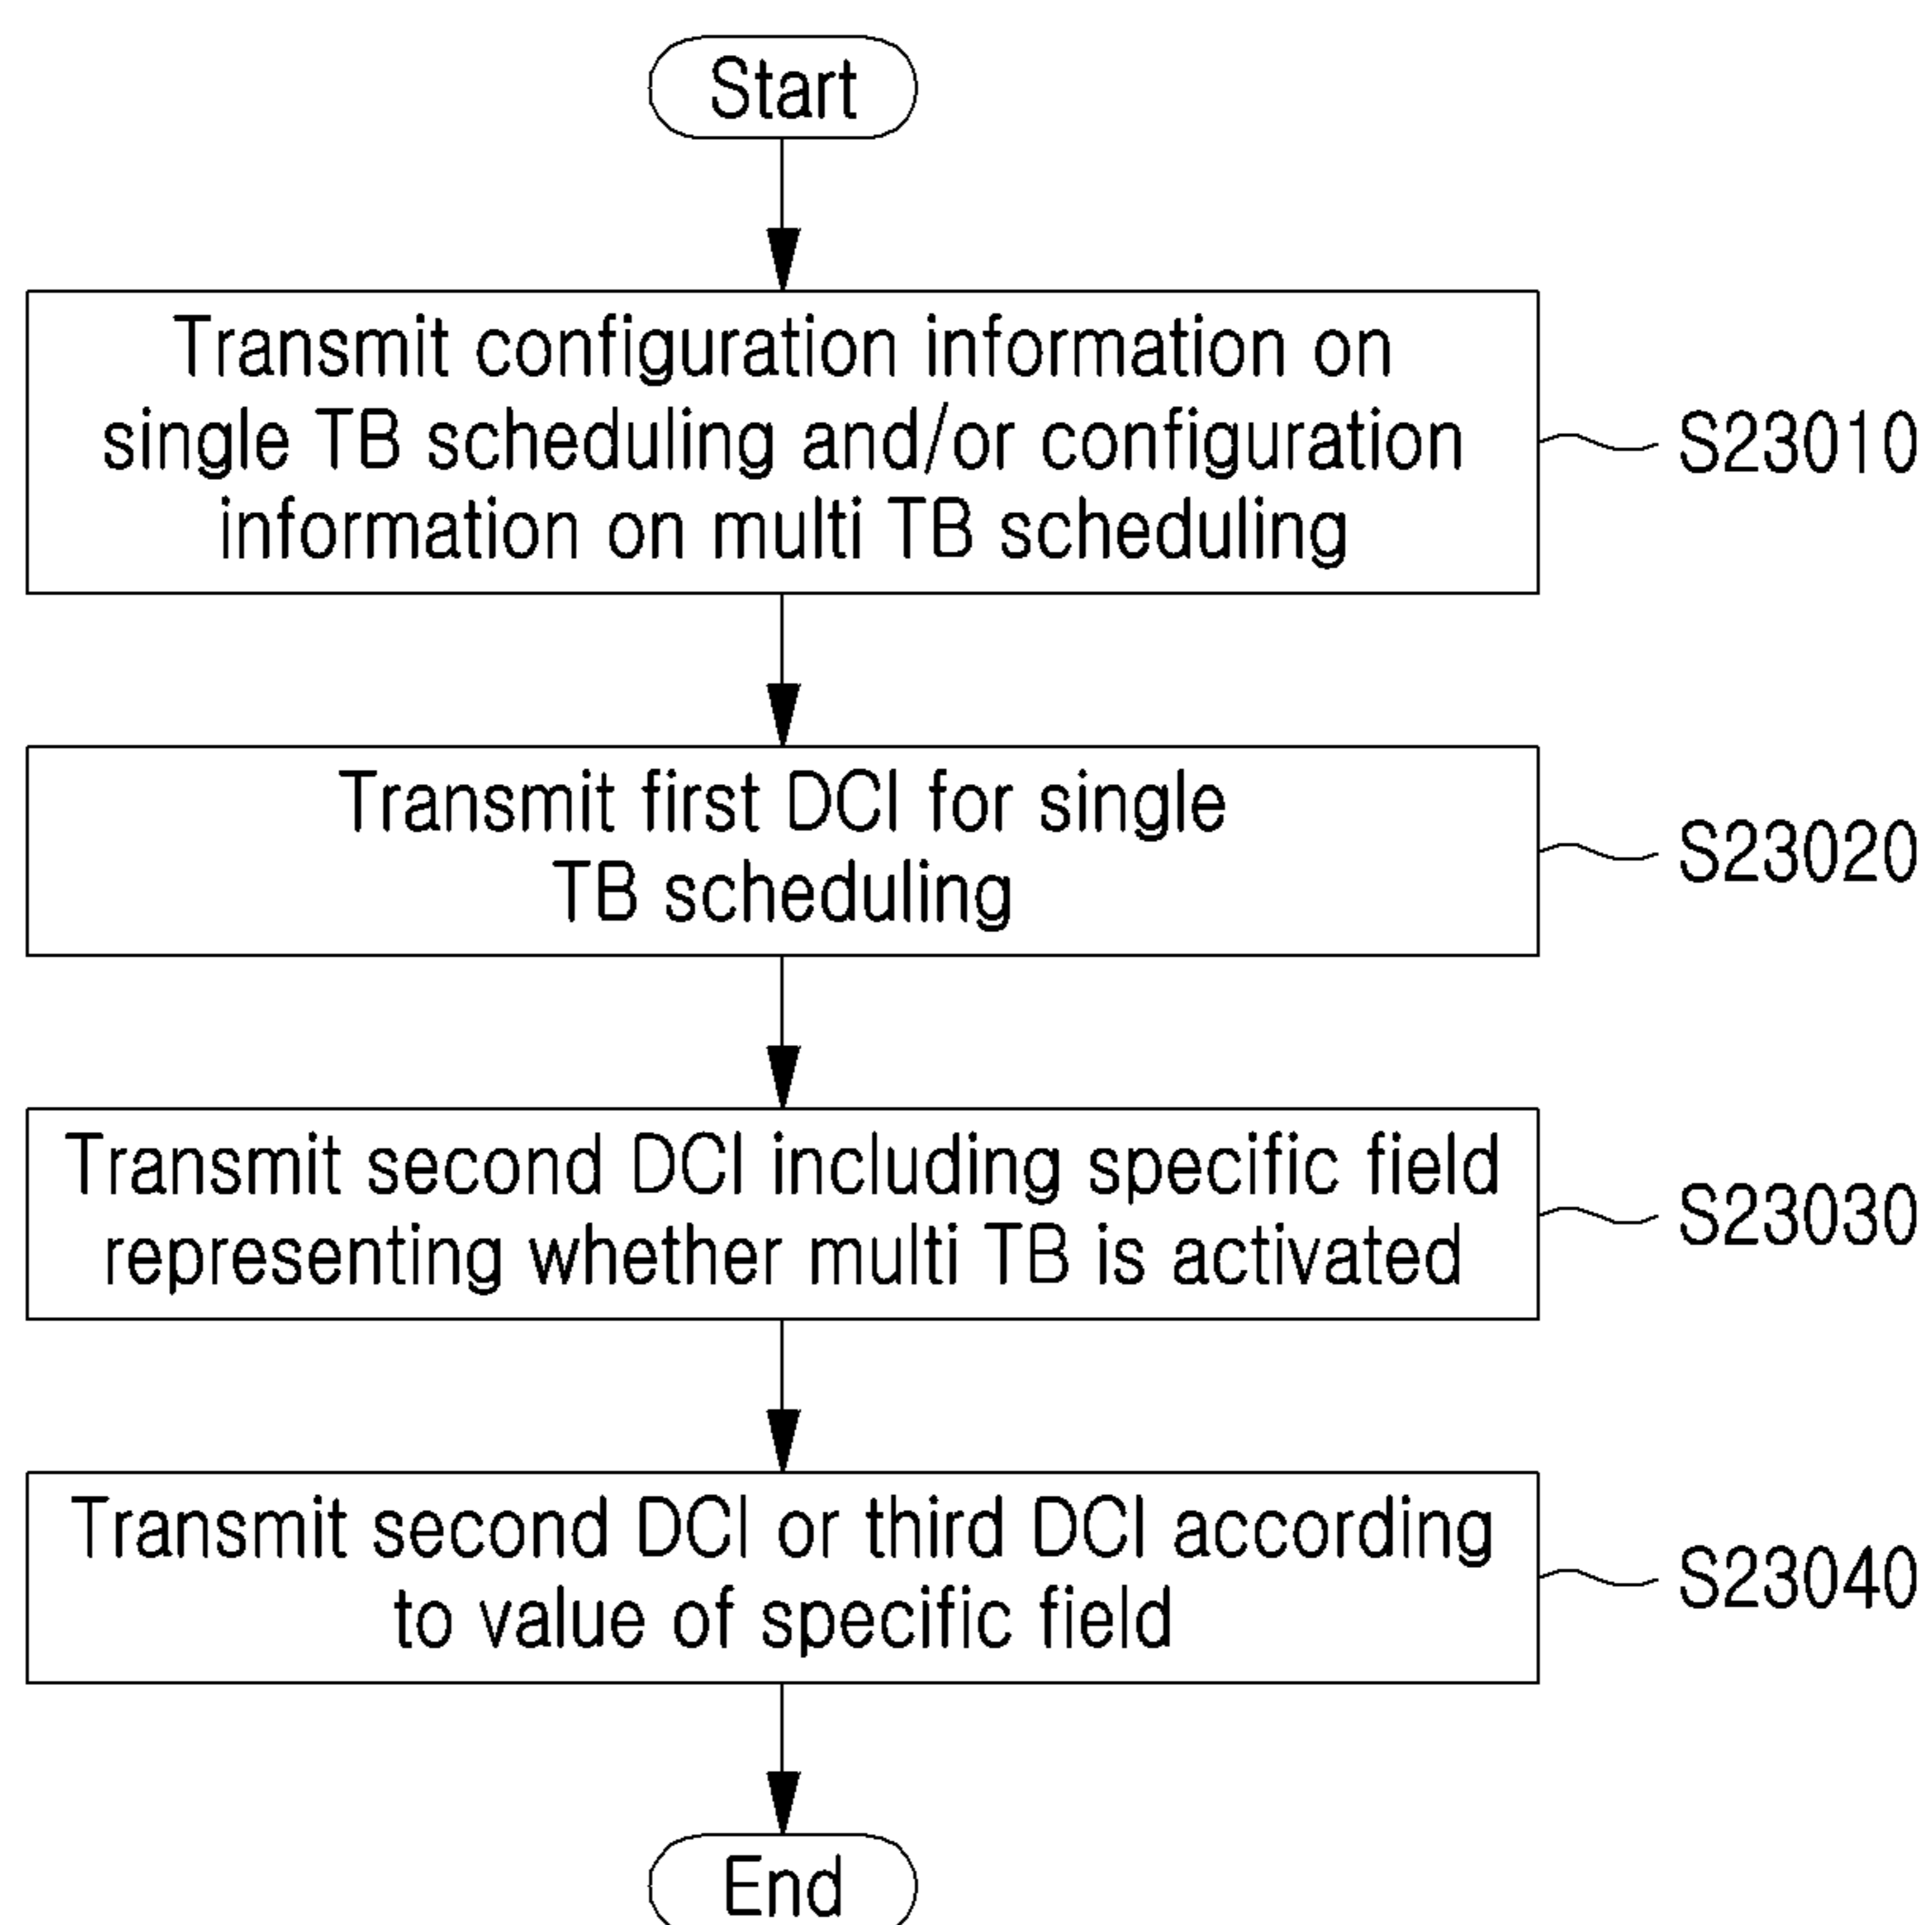 Start
Transmit configuration information on
single TB scheduling and/or configuration
information on multi TB scheduling
S23010
Transmit first DCI for single
TB scheduling
S23020
Transmit second DCI including specific field
representing whether multi TB is activated
S23030
Transmit second DCI or third DCI according
to value of specific field
S23040
End